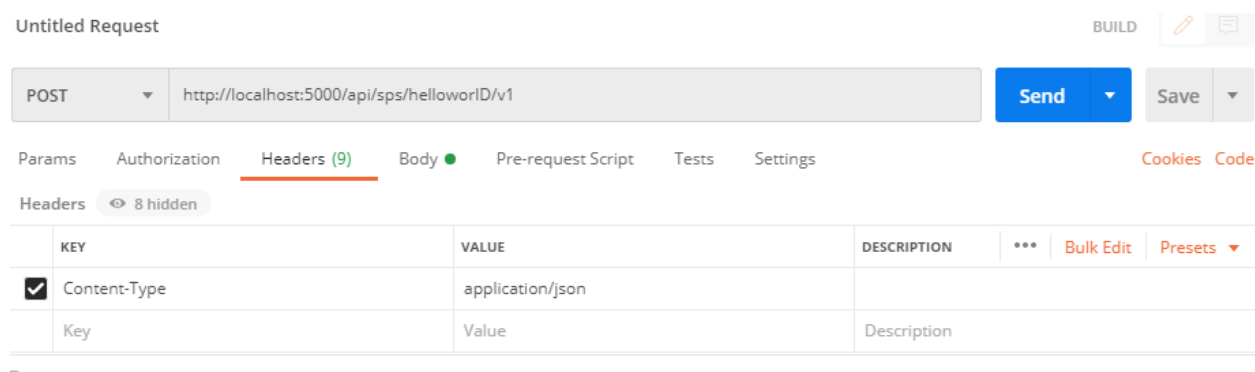 Untitled Request BUILD
POST http://localhost:5000/api/sps/helloworlD/v1 Send Save
Params Authorization Headers (9) Body Pre-request Script Tests Settings Cookies Code
Headers 8 hidden
KEY VALUE DESCRIPTION ••• Bulk Edit Presets
Content-Type application/json
Key Value Description